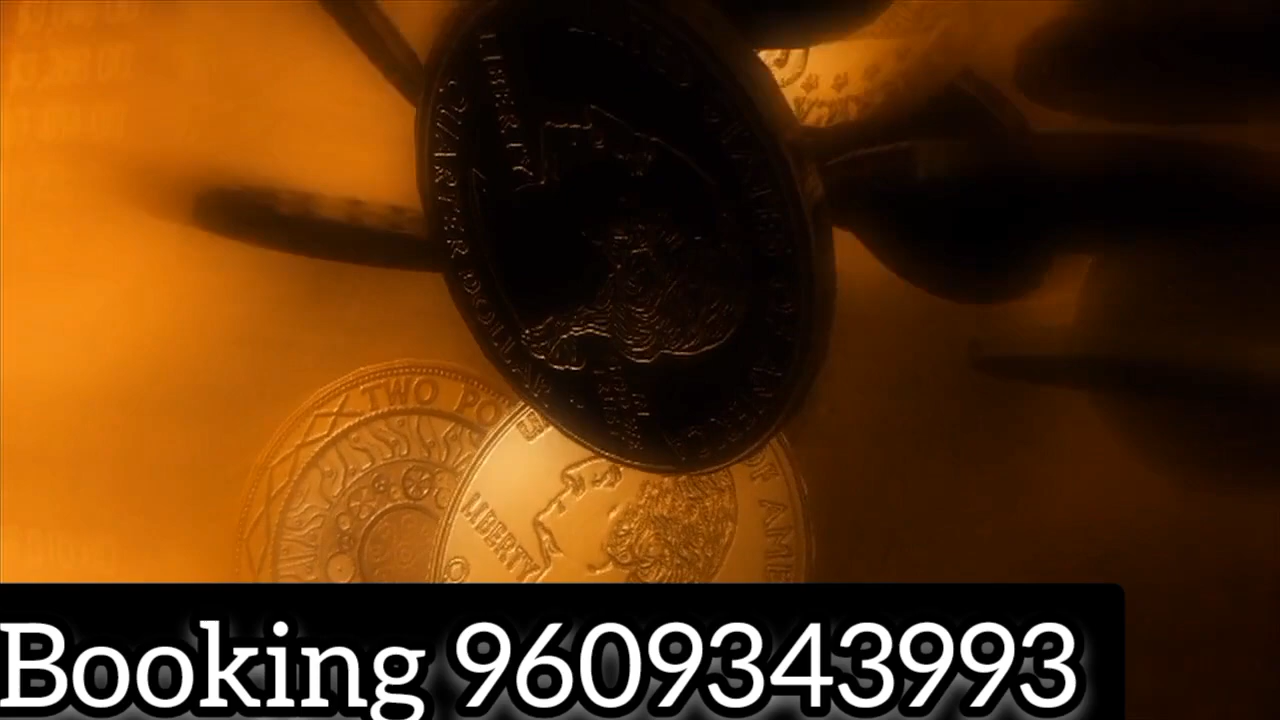 LIBERTY
QUARTER DOLLAR
TWO PO
LIBERTY
OF AME
Booking 9609343993